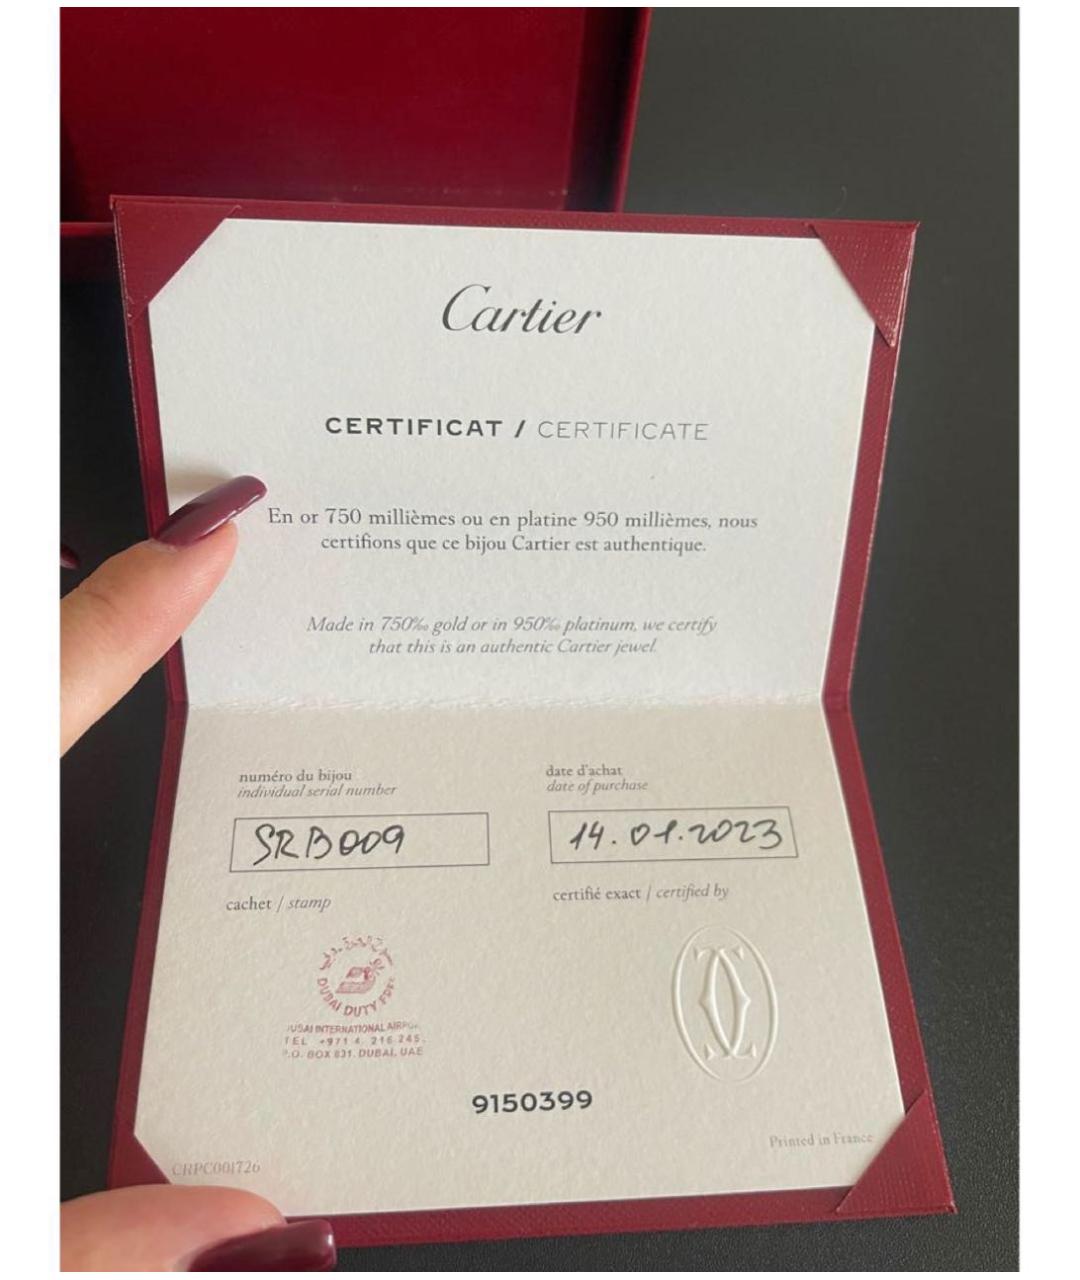 Cartier
CERTIFICAT / CERTIFICATE
En or 750 millièmes ou en platine 950 millièmes, nous
certifions que ce bijou Cartier est authentique.
Made in 750‰ gold or in 950‰ platinum, we certify
that this is an authentic Cartier jewel.
numéro du bijou
individual serial number
date d'achat
date of purchase
SRB009
14.01.2023
cachet / stamp
certifié exact / certified by
DUBAI DUTY
INTERNATIONAL
TEL +971 4. 216 245.
P.O. BOX 831. DUBAI, UAE
9150399
Printed in France
CRPC001726